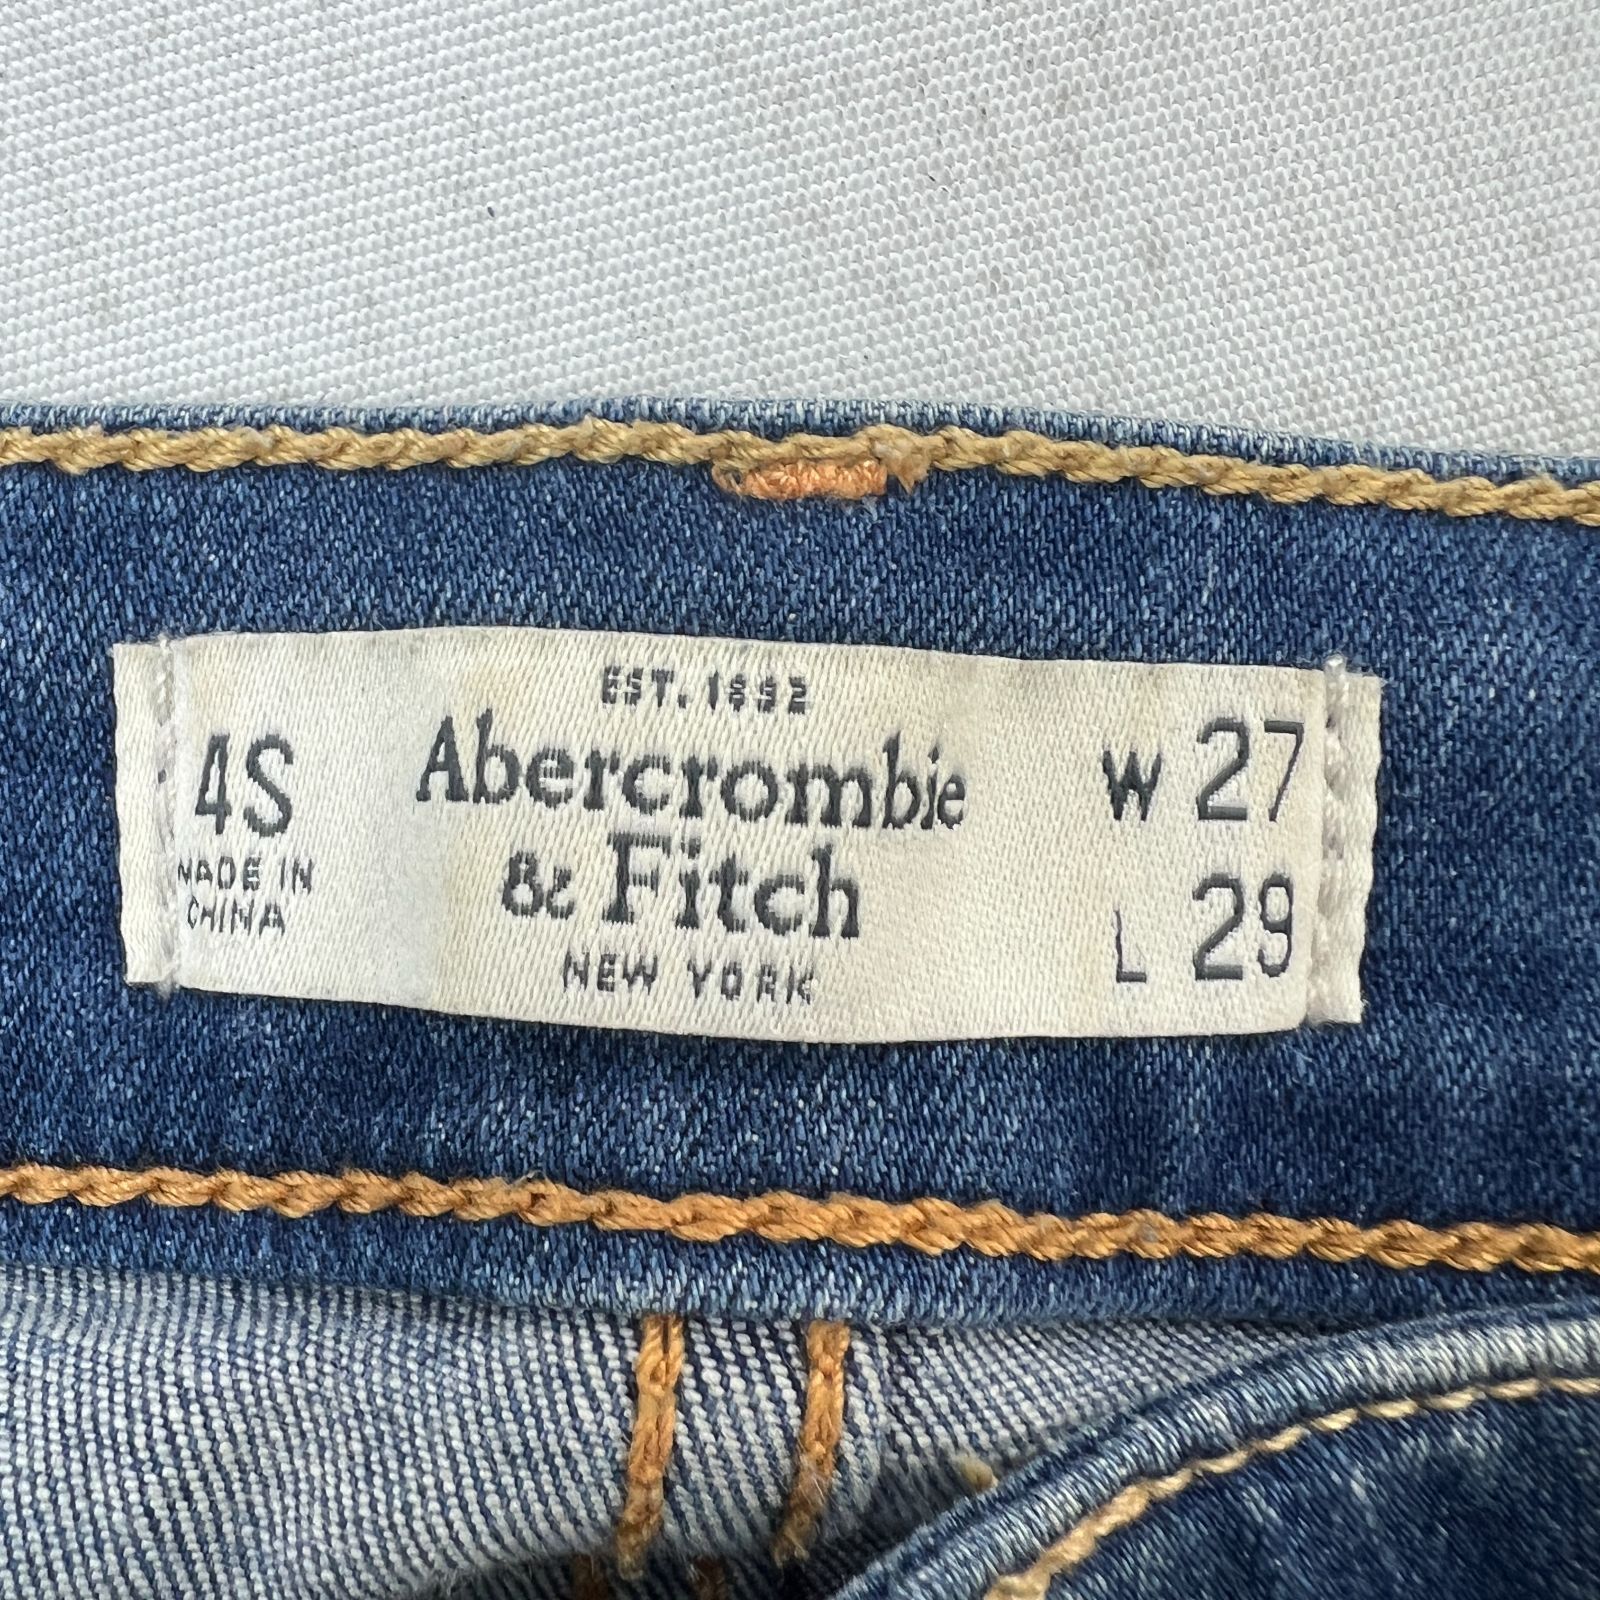 EST. 1892
Abercrombie
& Fitch
NEW YORK
4S
MADE IN
CHINA
W 27
L 29